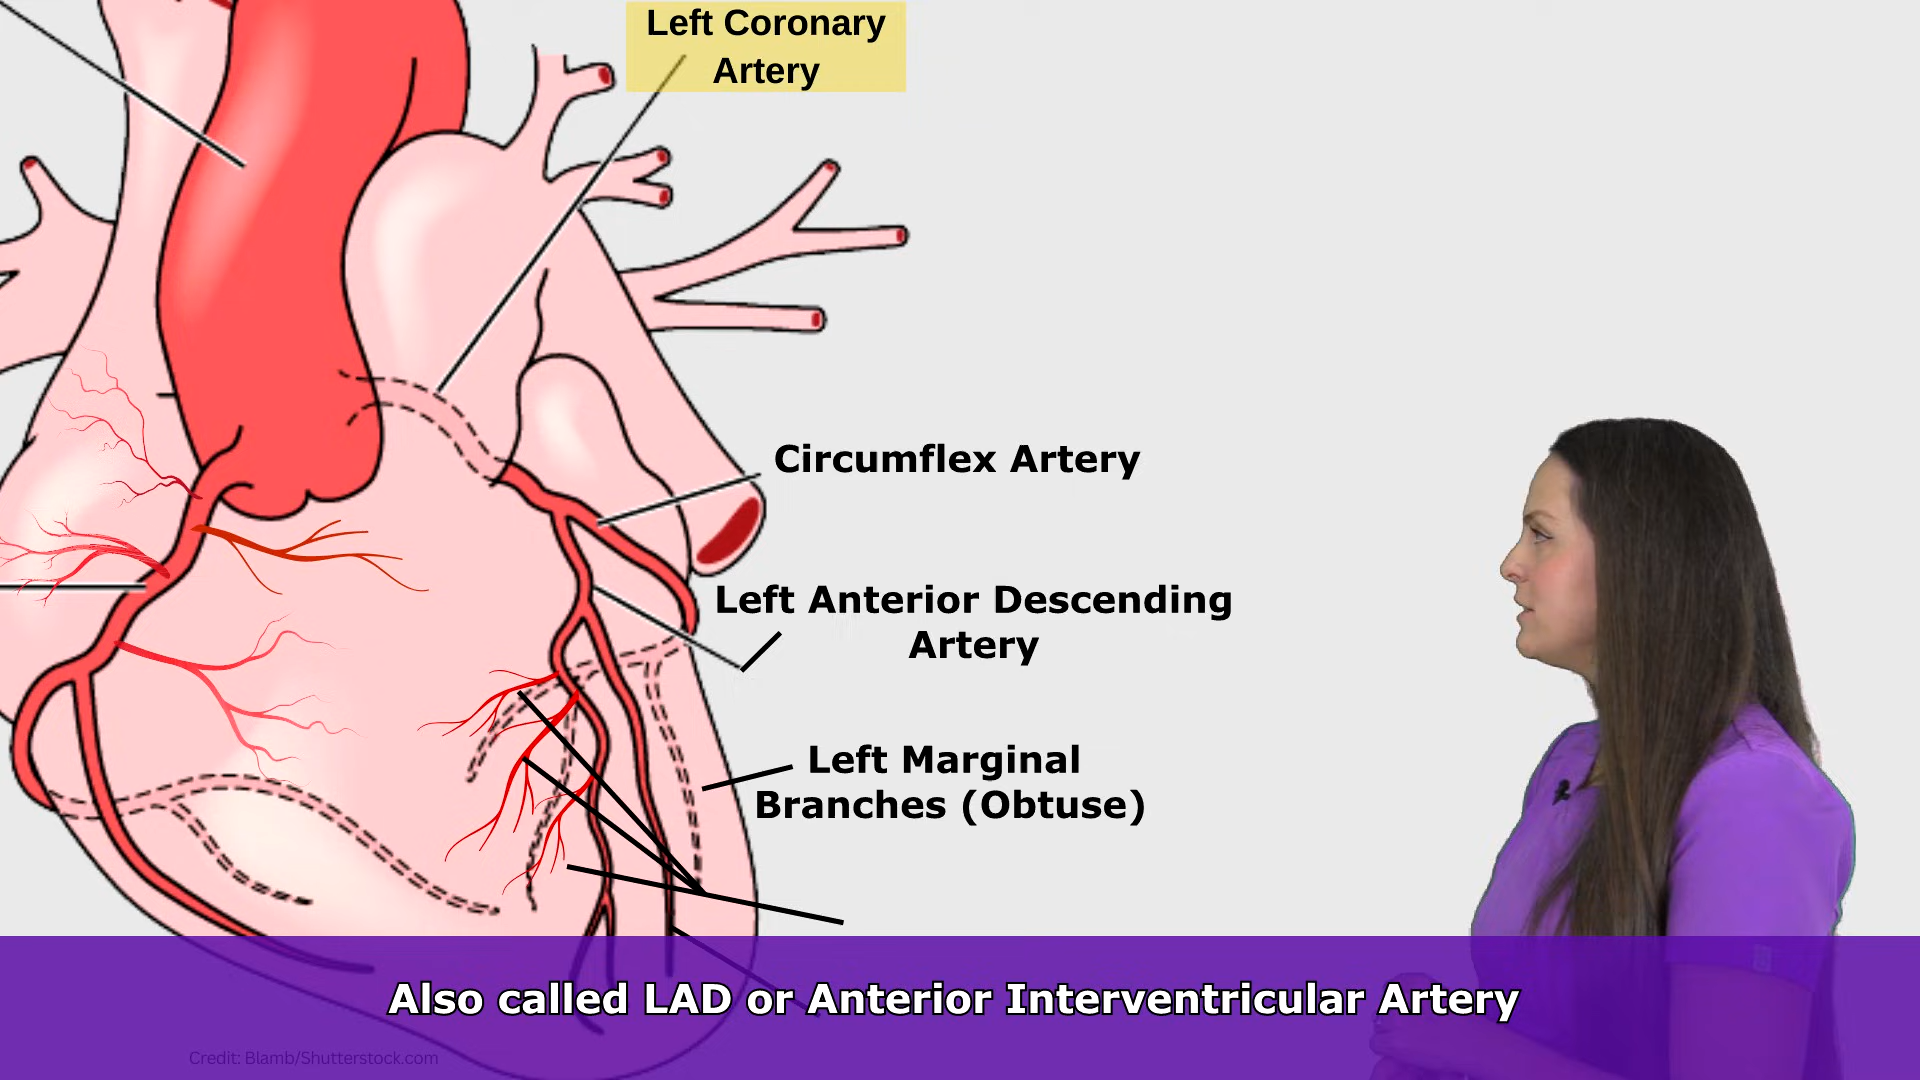 Left Coronary
Artery
Circumflex Artery
Left Anterior Descending
Artery
Left Marginal
Branches (Obtuse)
Also called LAD or Anterior Interventricular Artery
Credit: Blamb/Shutterstock.com